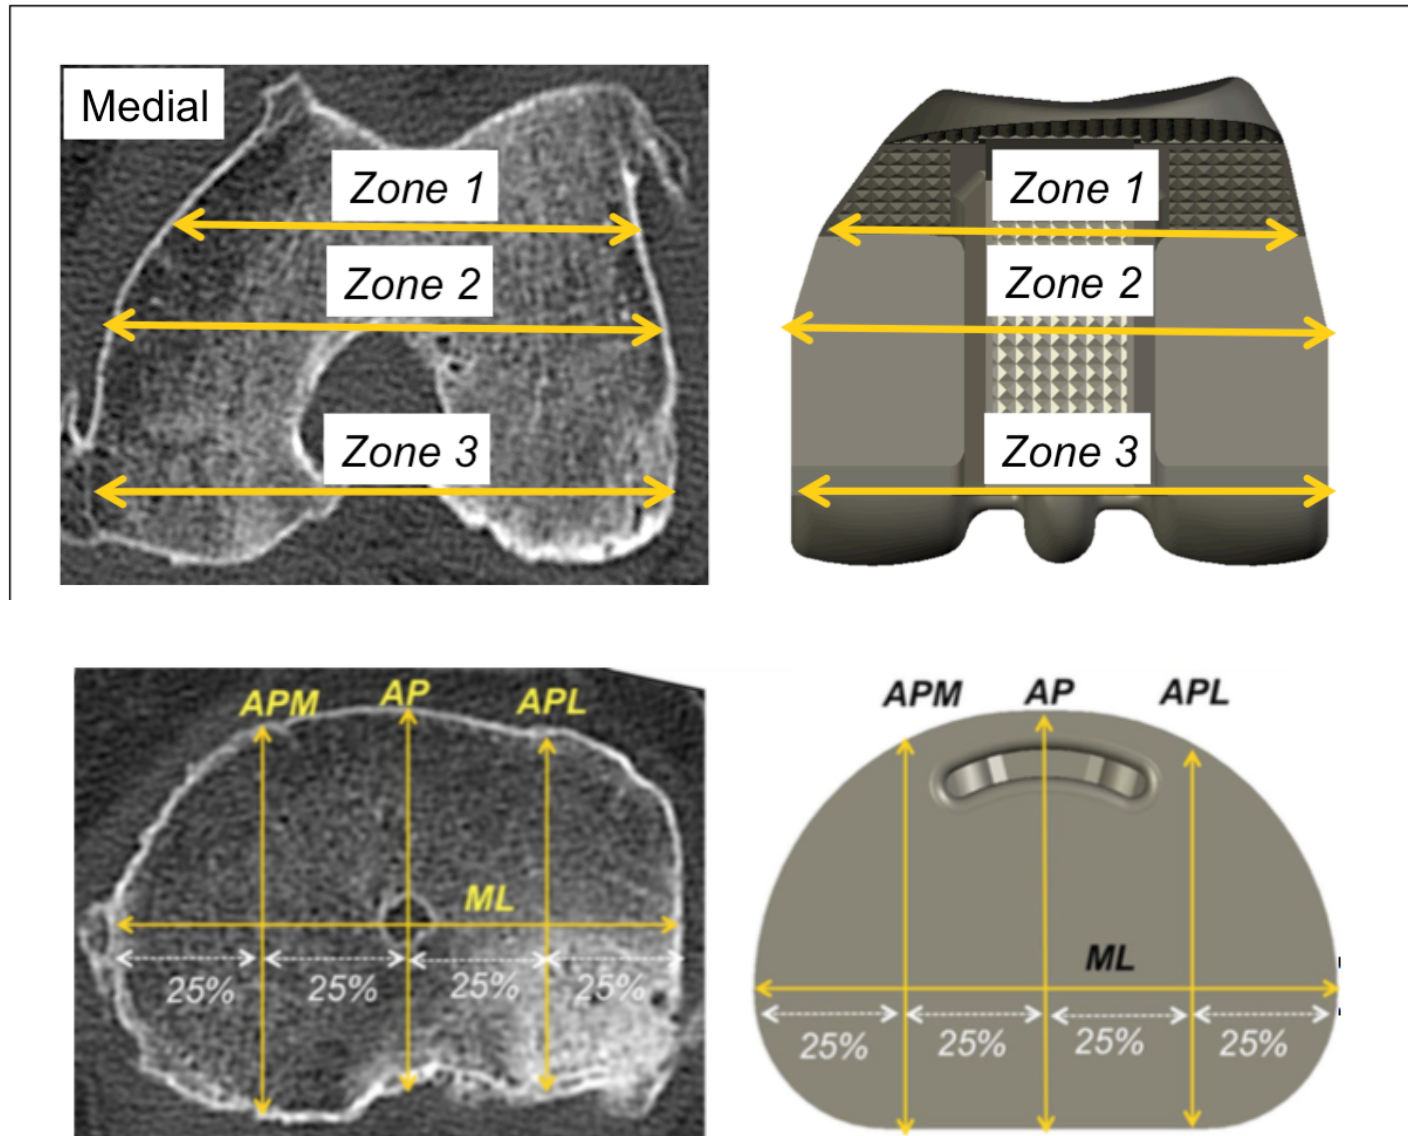 Medial
Zone 1
Zone 2
Zone 3
Zone 1
Zone 2
Zone 3
APM AP APL
ML
25% 25% 25% 25%
APM AP APL
ML
25% 25% 25% 25%